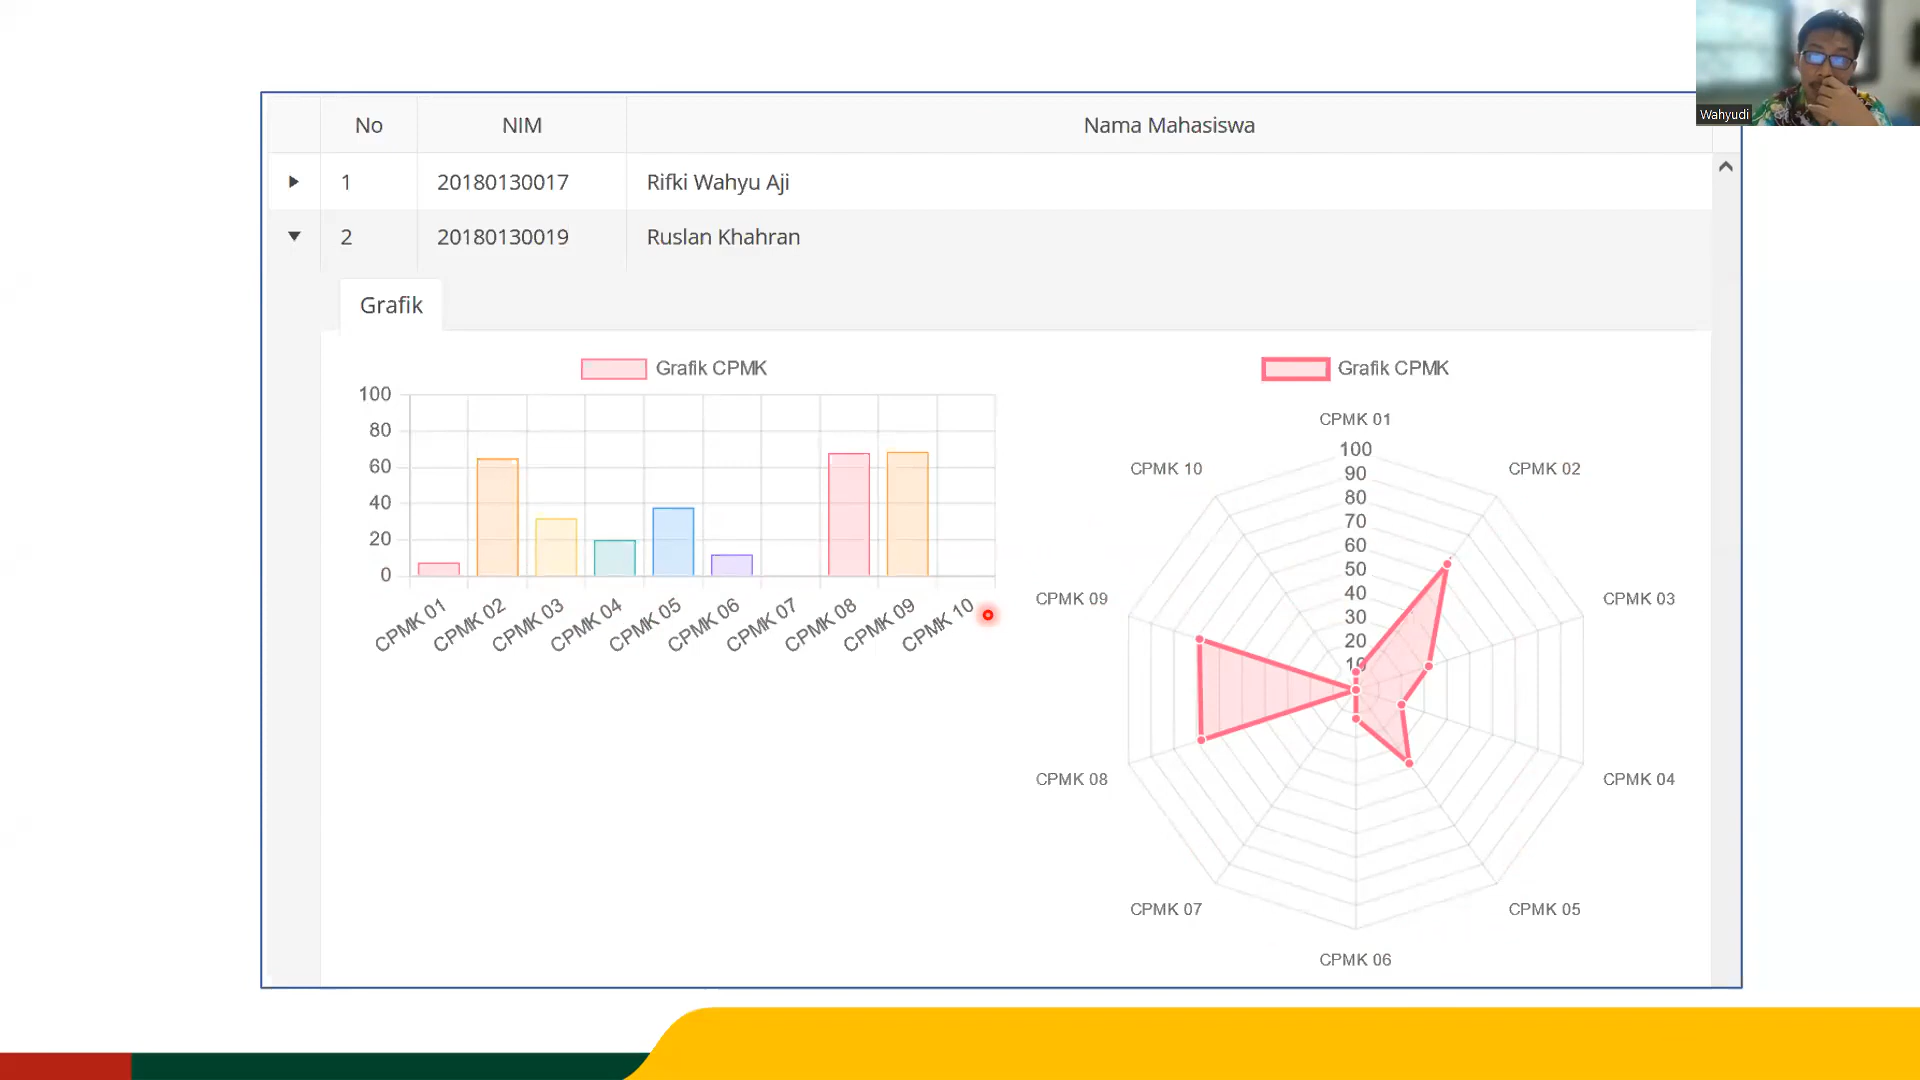 Wahyudi
No NIM Nama Mahasiswa
1 20180130017 Rifki Wahyu Aji
2 20180130019 Ruslan Khahran
Grafik
Grafik CPMK
100
80
60
40
20
0
CPMK 01
CPMK 02
CPMK 03
CPMK 04
CPMK 05
CPMK 06
CPMK 07
CPMK 08
CPMK 09
CPMK 10
Grafik CPMK
CPMK 01
CPMK 02
CPMK 03
CPMK 04
CPMK 05
CPMK 06
CPMK 07
CPMK 08
CPMK 09
CPMK 10
100
90
80
70
60
50
40
30
20
10